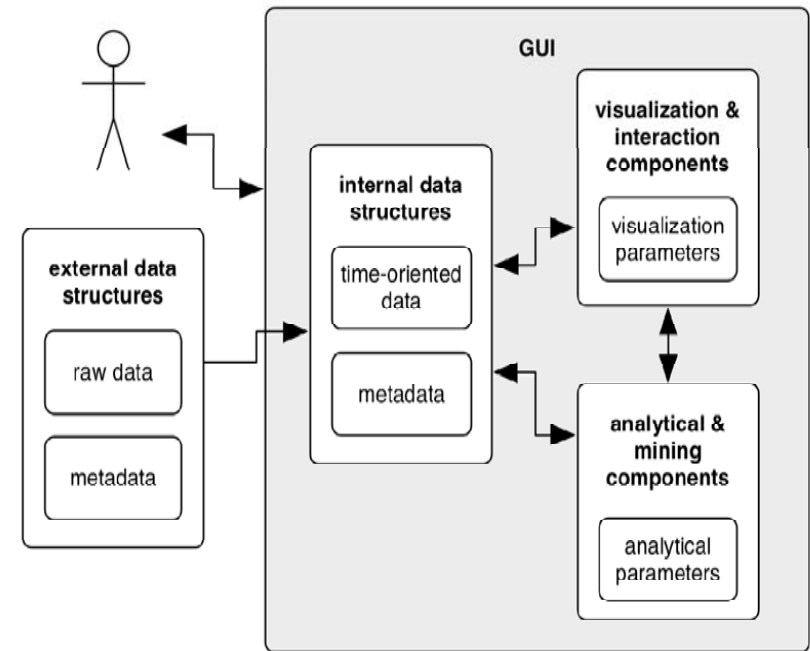 GUI
external data
structures
raw data
metadata
internal data
structures
time-oriented
data
metadata
visualization &
interaction
components
visualization
parameters
analytical &
mining
components
analytical
parameters